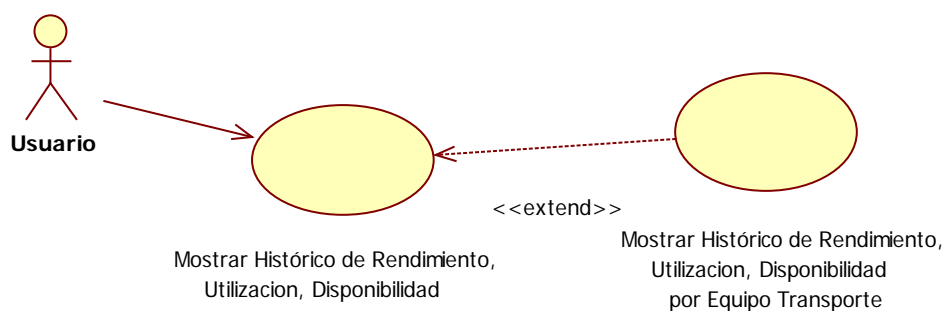 Usuario
<<extend>>
Mostrar Histórico de Rendimiento,
Utilizacion, Disponibilidad
Mostrar Histórico de Rendimiento,
Utilizacion, Disponibilidad
por Equipo Transporte